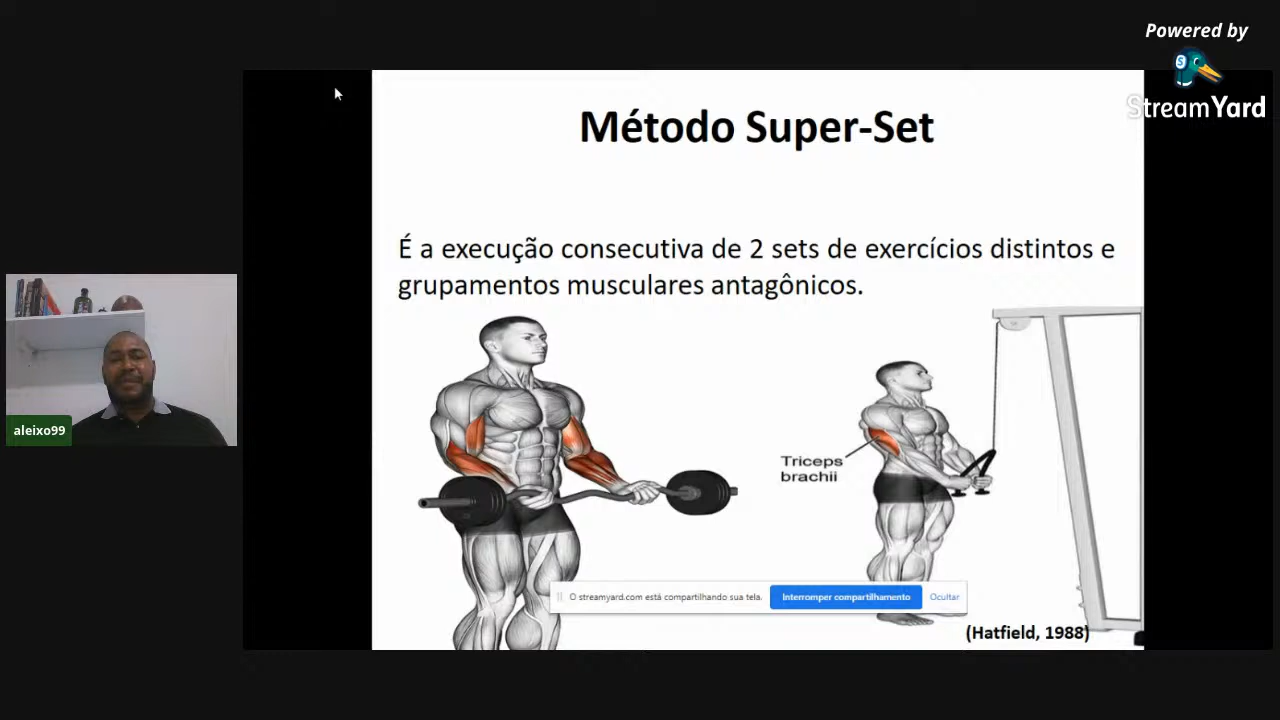 Powered by
StreamYard
Método Super-Set
É a execução consecutiva de 2 sets de exercícios distintos e
grupamentos musculares antagônicos.
aleixo99
Triceps
brachii
O streamyard.com está compartilhando sua tela.
Interromper compartilhamento
Ocultar
(Hatfield, 1988)